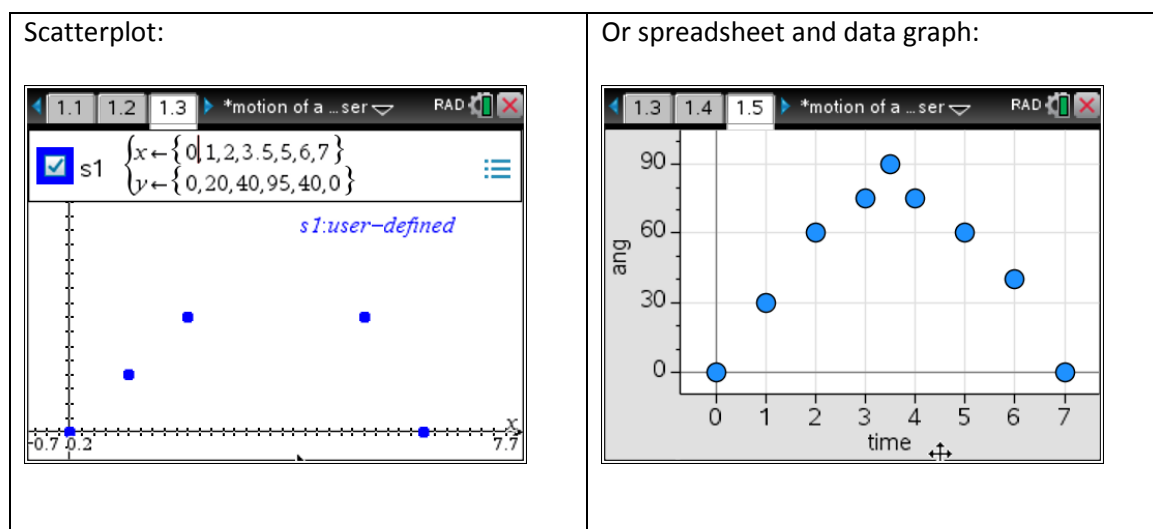 Scatterplot:
1.1 1.2 1.3 *motion of a ...ser RAD
s1 {x←{0,1,2,3.5,5,6,7}
{y←{0,20,40,95,40,0}
s1:user–defined
x
-0.7 0.2 7.7
Or spreadsheet and data graph:
1.3 1.4 1.5 *motion of a ...ser RAD
90
60
30
0
ang
0 1 2 3 4 5 6 7
time